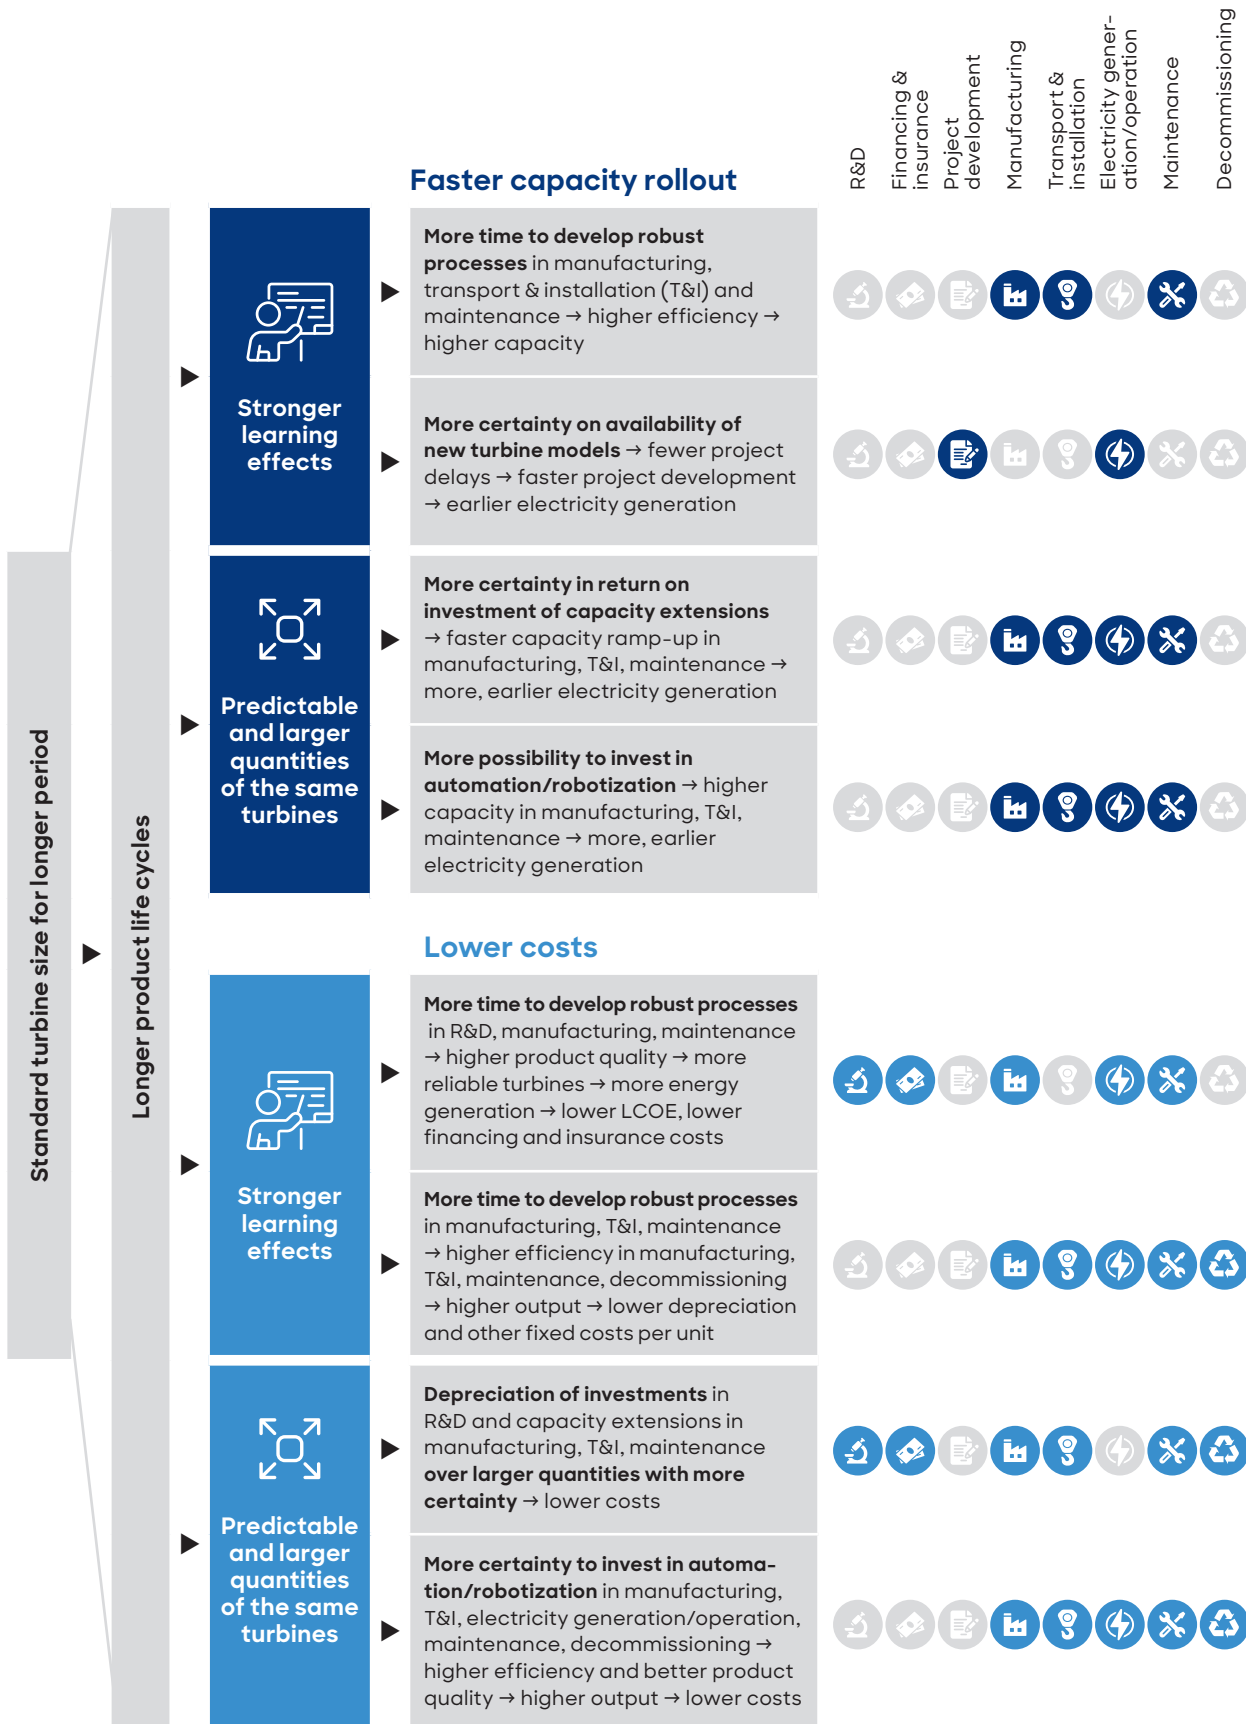 R&D
Financing &
insurance
Project
development
Manufacturing
Transport &
installation
Electricity gener-
ation/operation
Maintenance
Decommissioning
Standard turbine size for longer period
Longer product life cycles
Faster capacity rollout
Stronger
learning
effects
More time to develop robust
processes in manufacturing,
transport & installation (T&I) and
maintenance → higher efficiency →
higher capacity
More certainty on availability of
new turbine models → fewer project
delays → faster project development
→ earlier electricity generation
Predictable
and larger
quantities
of the same
turbines
More certainty in return on
investment of capacity extensions
→ faster capacity ramp-up in
manufacturing, T&I, maintenance →
more, earlier electricity generation
More possibility to invest in
automation/robotization → higher
capacity in manufacturing, T&I,
maintenance → more, earlier
electricity generation
Lower costs
Stronger
learning
effects
More time to develop robust processes
in R&D, manufacturing, maintenance
→ higher product quality → more
reliable turbines → more energy
generation → lower LCOE, lower
financing and insurance costs
More time to develop robust processes
in manufacturing, T&I, maintenance
→ higher efficiency in manufacturing,
T&I, maintenance, decommissioning
→ higher output → lower depreciation
and other fixed costs per unit
Predictable
and larger
quantities
of the same
turbines
Depreciation of investments in
R&D and capacity extensions in
manufacturing, T&I, maintenance
over larger quantities with more
certainty → lower costs
More certainty to invest in automa-
tion/robotization in manufacturing,
T&I, electricity generation/operation,
maintenance, decommissioning →
higher efficiency and better product
quality → higher output → lower costs